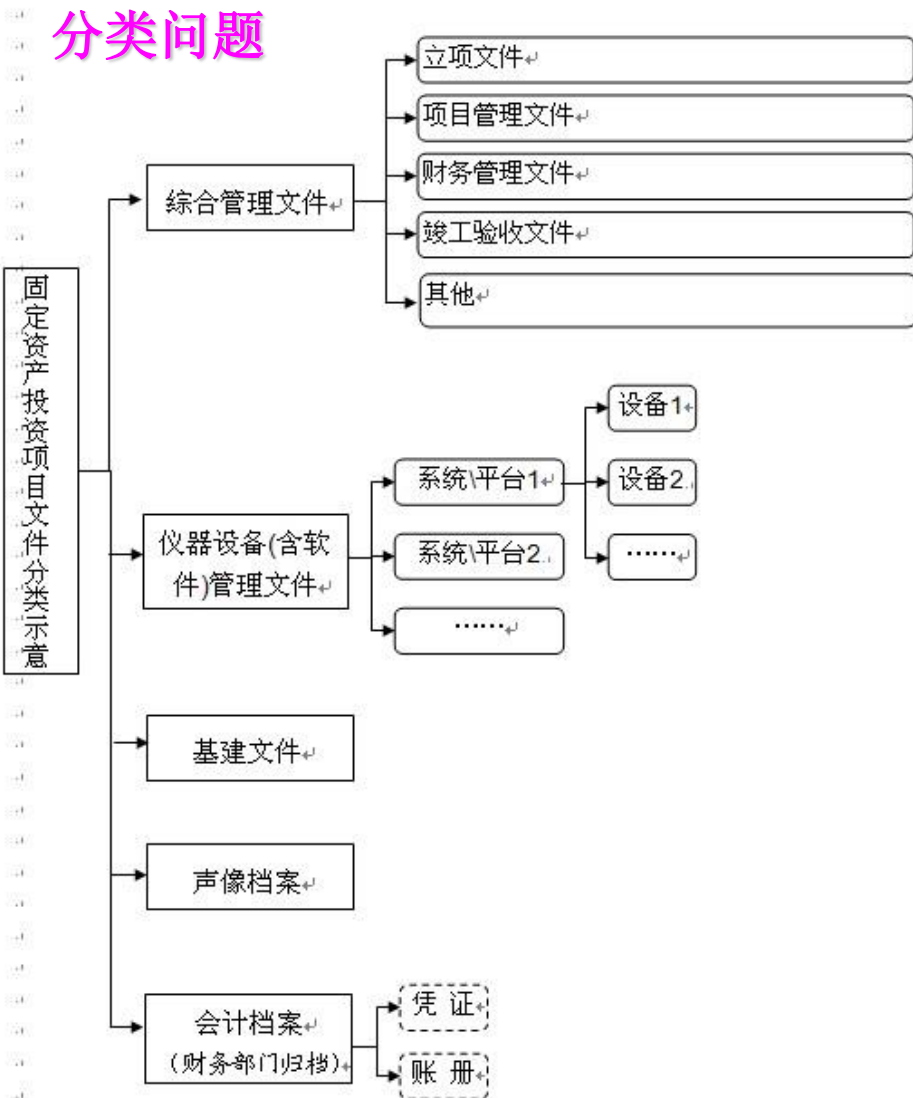 分类问题
固定资产投资项目文件分类示意
综合管理文件
立项文件
项目管理文件
财务管理文件
竣工验收文件
其他
仪器设备(含软
件)管理文件
系统\平台1
系统\平台2
……
设备1
设备2
……
基建文件
声像档案
会计档案
(财务部门归档)
凭 证
账 册